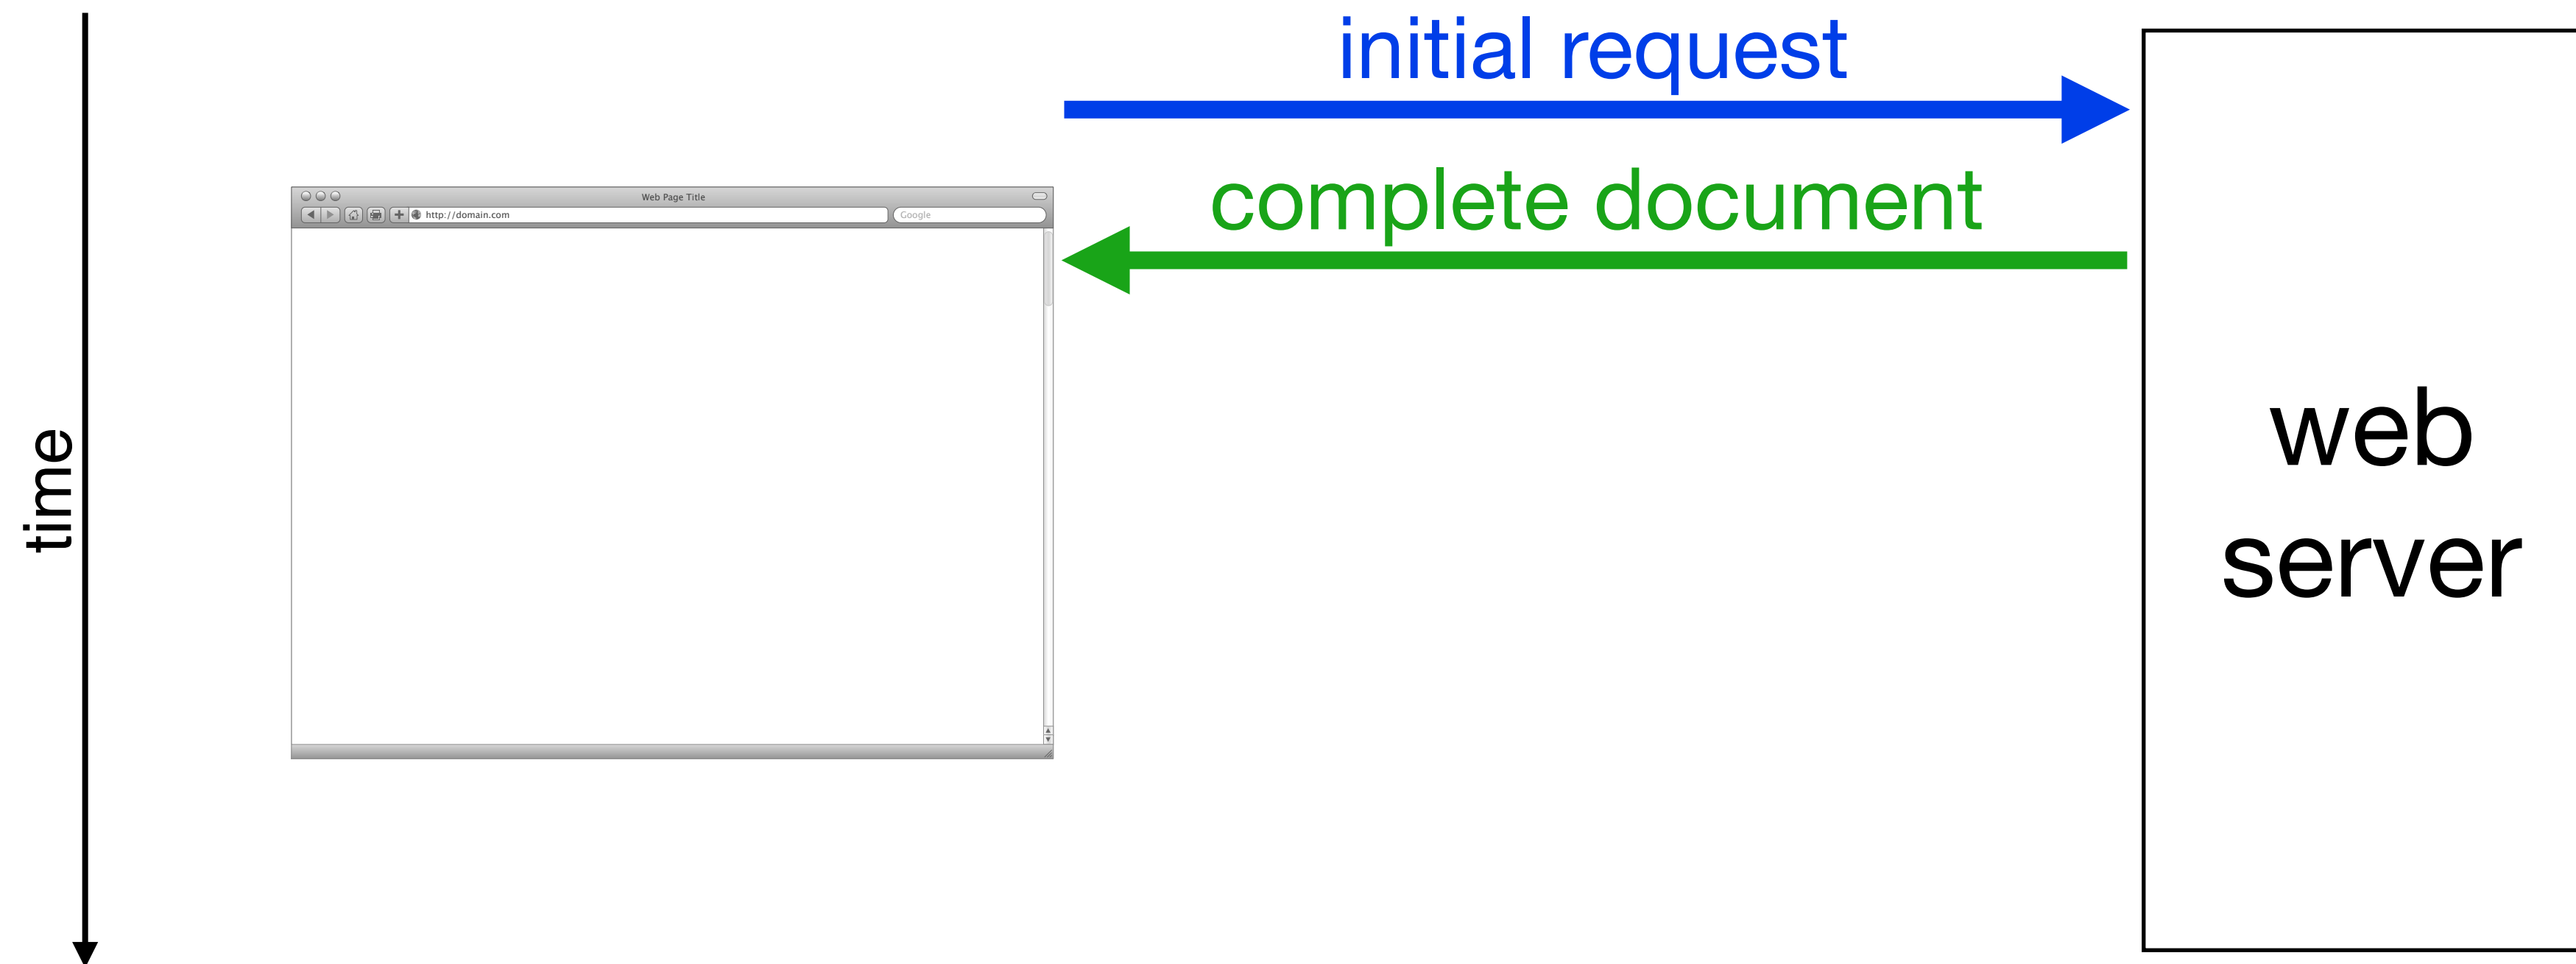 initial request
complete document
Web Page Title
http://domain.com
Google
time
web
server